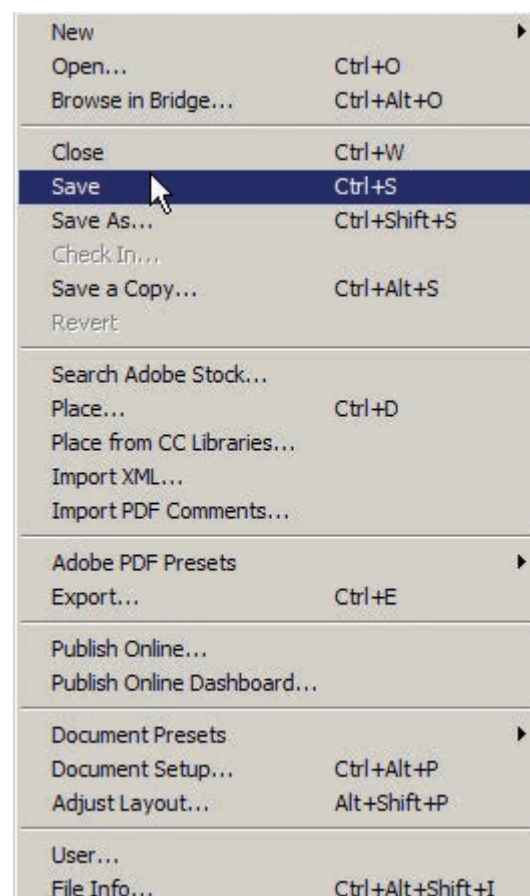 New
Open... Ctrl+O
Browse in Bridge... Ctrl+Alt+O
Close Ctrl+W
Save Ctrl+S
Save As... Ctrl+Shift+S
Check In...
Save a Copy... Ctrl+Alt+S
Revert
Search Adobe Stock...
Place... Ctrl+D
Place from CC Libraries...
Import XML...
Import PDF Comments...
Adobe PDF Presets
Export... Ctrl+E
Publish Online...
Publish Online Dashboard...
Document Presets
Document Setup... Ctrl+Alt+P
Adjust Layout... Alt+Shift+P
User...
File Info... Ctrl+Alt+Shift+I